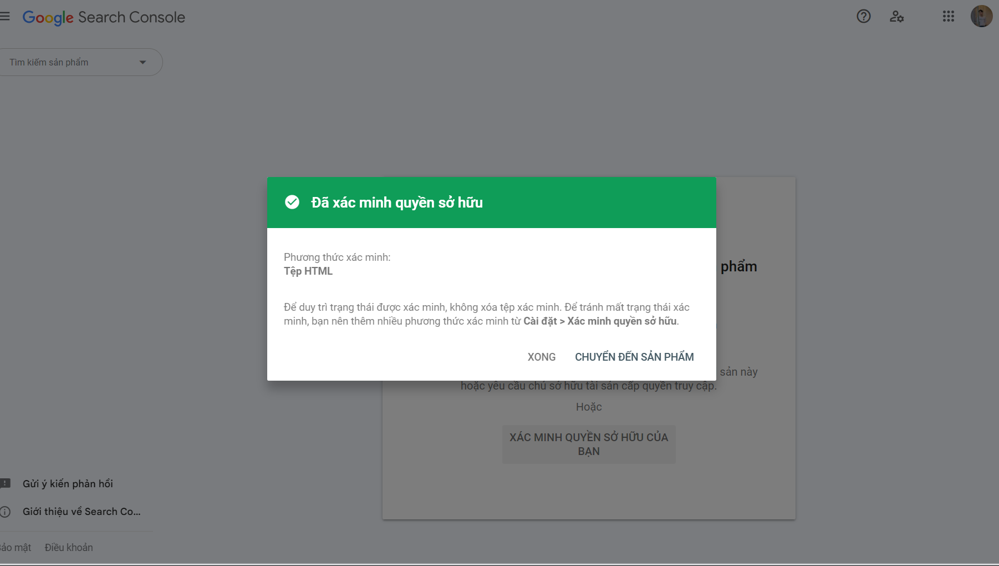 Google Search Console
Tìm kiếm sản phẩm
Đã xác minh quyền sở hữu
Phương thức xác minh:
Tệp HTML
phẩm
Để duy trì trạng thái được xác minh, không xóa tệp xác minh. Để tránh mất trạng thái xác
minh, bạn nên thêm nhiều phương thức xác minh từ Cài đặt > Xác minh quyền sở hữu.
XONG CHUYỂN ĐẾN SẢN PHẨM
sản này
hoặc yêu cầu chủ sở hữu tài sản cấp quyền truy cập.
Hoặc
XÁC MINH QUYỀN SỞ HỮU CỦA
BẠN
Gửi ý kiến phản hồi
Giới thiệu về Search Co...
Bảo mật Điều khoản